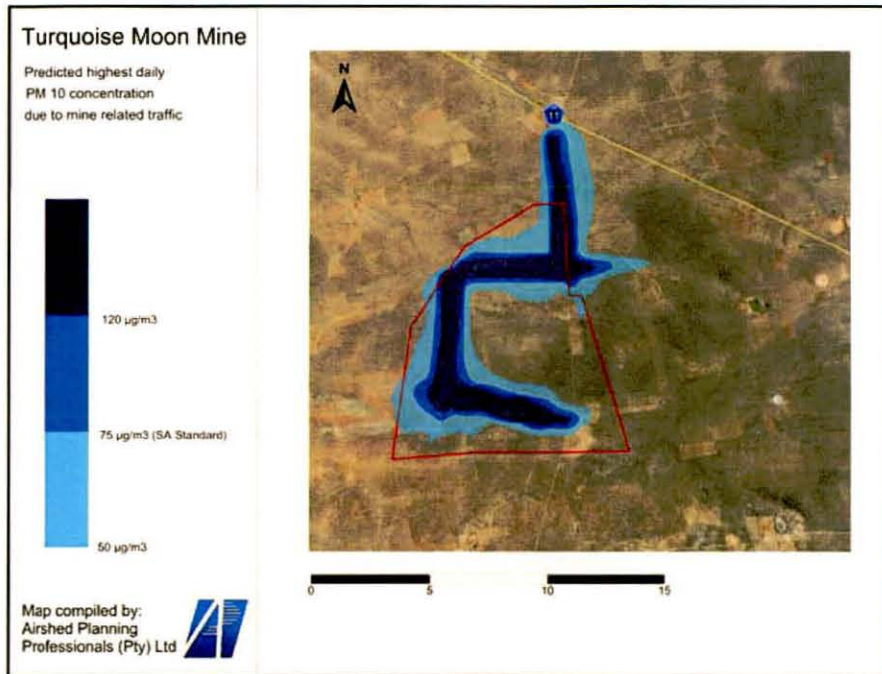 Turquoise Moon Mine
Predicted highest daily
PM 10 concentration
due to mine related traffic
N
11
120 µg/m3
75 µg/m3 (SA Standard)
50 µg/m3
0 5 10 15
Map compiled by:
Airshed Planning
Professionals (Pty) Ltd